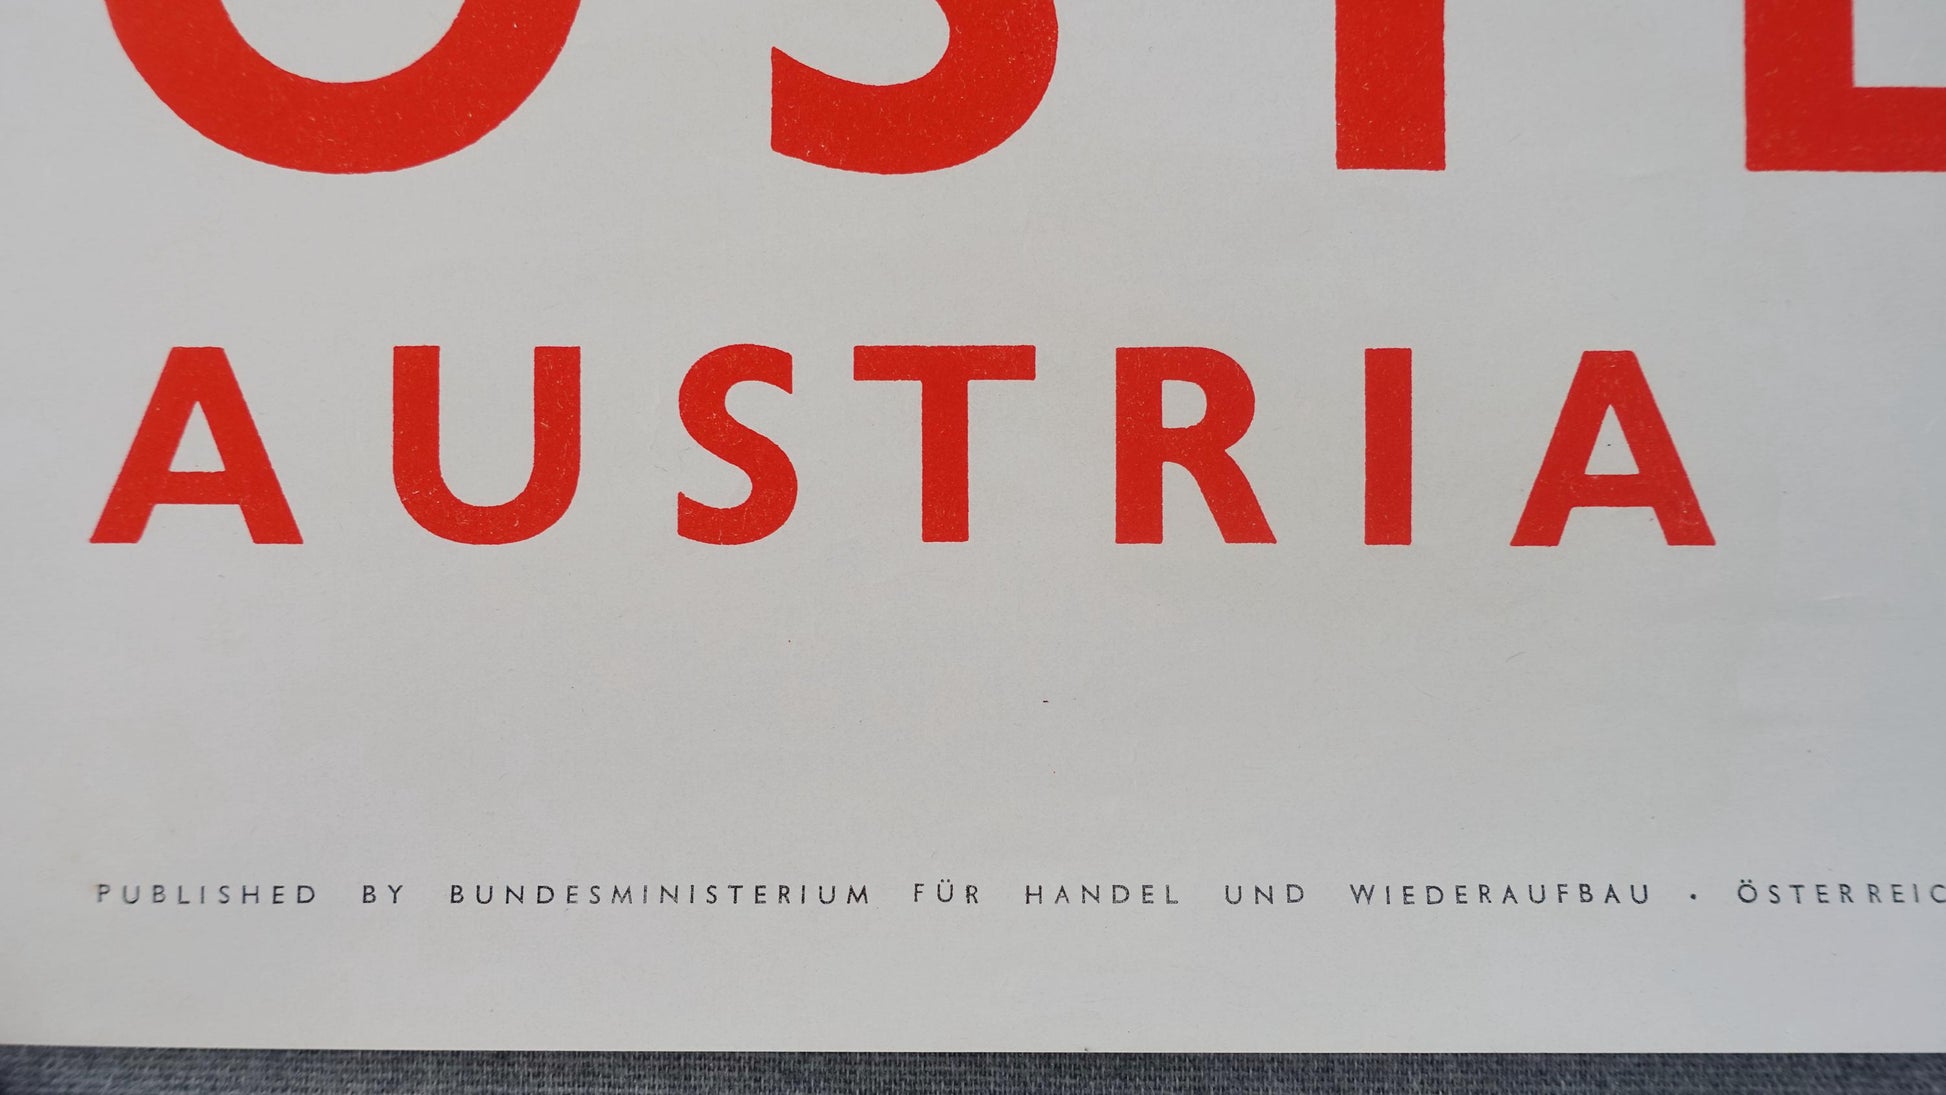 AUSTRIA
PUBLISHED BY BUNDESMINISTERIUM FÜR HANDEL UND WIEDERAUFBAU · ÖSTERREIC